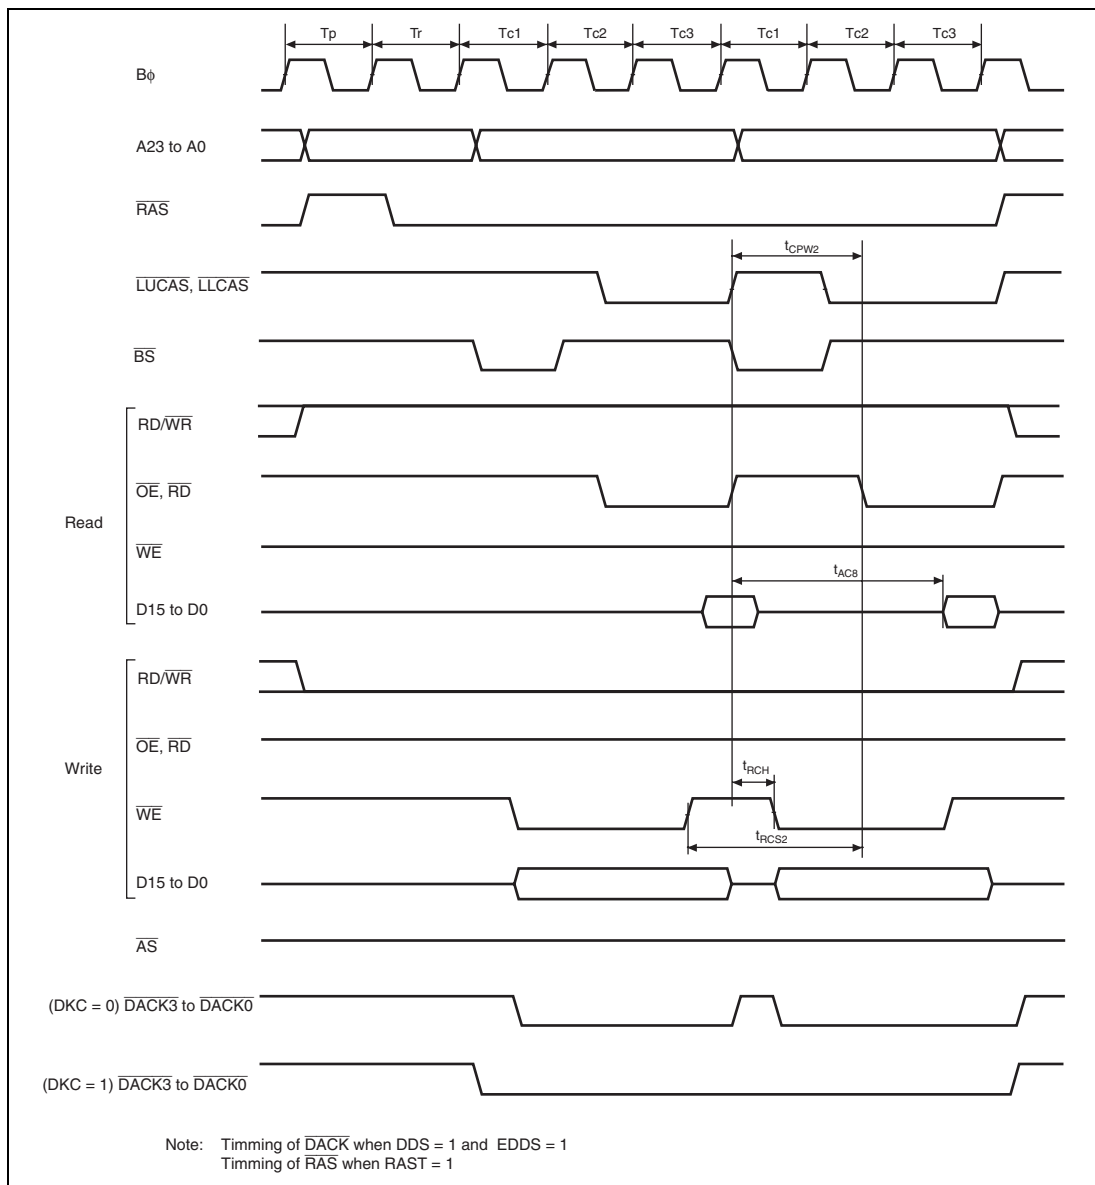 Tp Tr Tc1 Tc2 Tc3 Tc1 Tc2 Tc3
Bϕ
A23 to A0
RAS
tCPW2
LUCAS, LLCAS
BS
RD/WR
OE, RD
Read
WE
tAC8
D15 to D0
RD/WR
OE, RD
Write
tRCH
WE
tRCS2
D15 to D0
AS
(DKC = 0) DACK3 to DACK0
(DKC = 1) DACK3 to DACK0
Note: Timming of DACK when DDS = 1 and EDDS = 1
Timming of RAS when RAST = 1